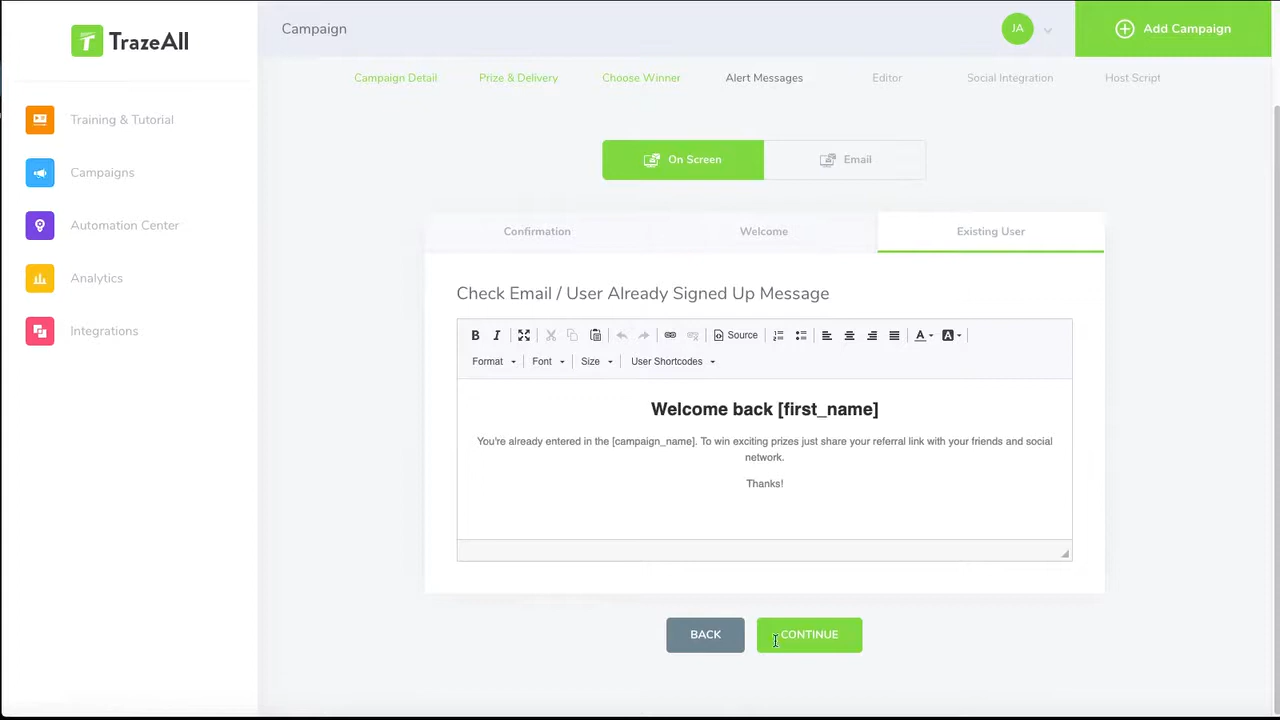 TrazeAll
Campaign
JA
Add Campaign
Campaign Detail
Prize & Delivery
Choose Winner
Alert Messages
Editor
Social Integration
Host Script
Training & Tutorial
Campaigns
Automation Center
Analytics
Integrations
On Screen
Email
Confirmation
Welcome
Existing User
Check Email / User Already Signed Up Message
B I Source A A
Format Font Size User Shortcodes
Welcome back [first_name]
You're already entered in the [campaign_name]. To win exciting prizes just share your referral link with your friends and social
network.
Thanks!
BACK
CONTINUE